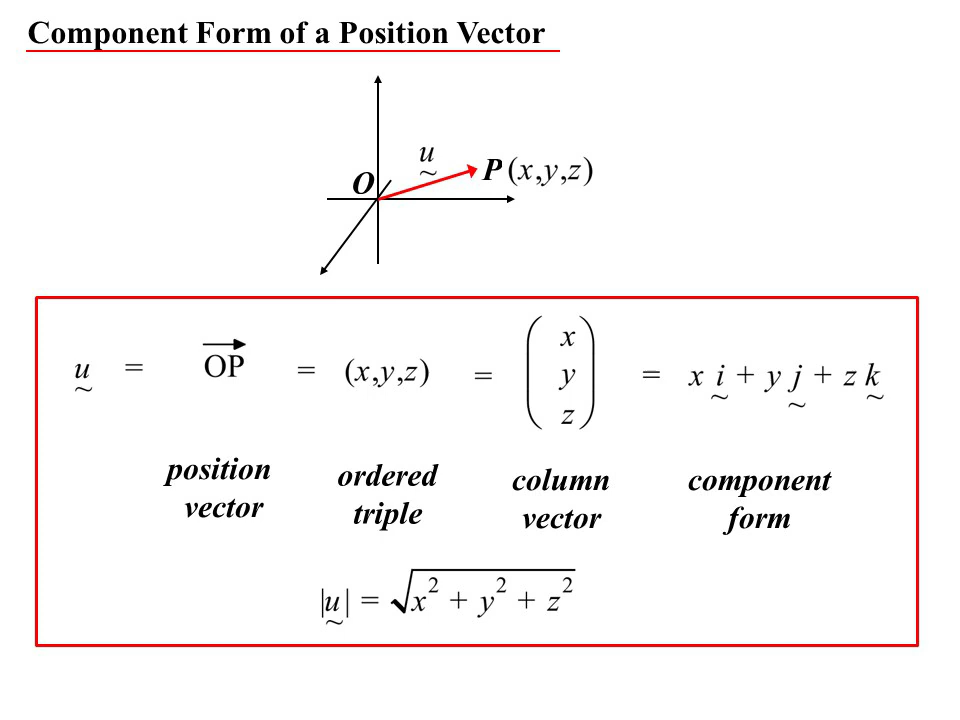 Component Form of a Position Vector
u
~
P (x,y,z)
O
u = OP = (x,y,z) = ( x y z ) = x i + y j + z k
~ ~ ~ ~
position vector
ordered triple
column vector
component form
|u| = √x² + y² + z²
~